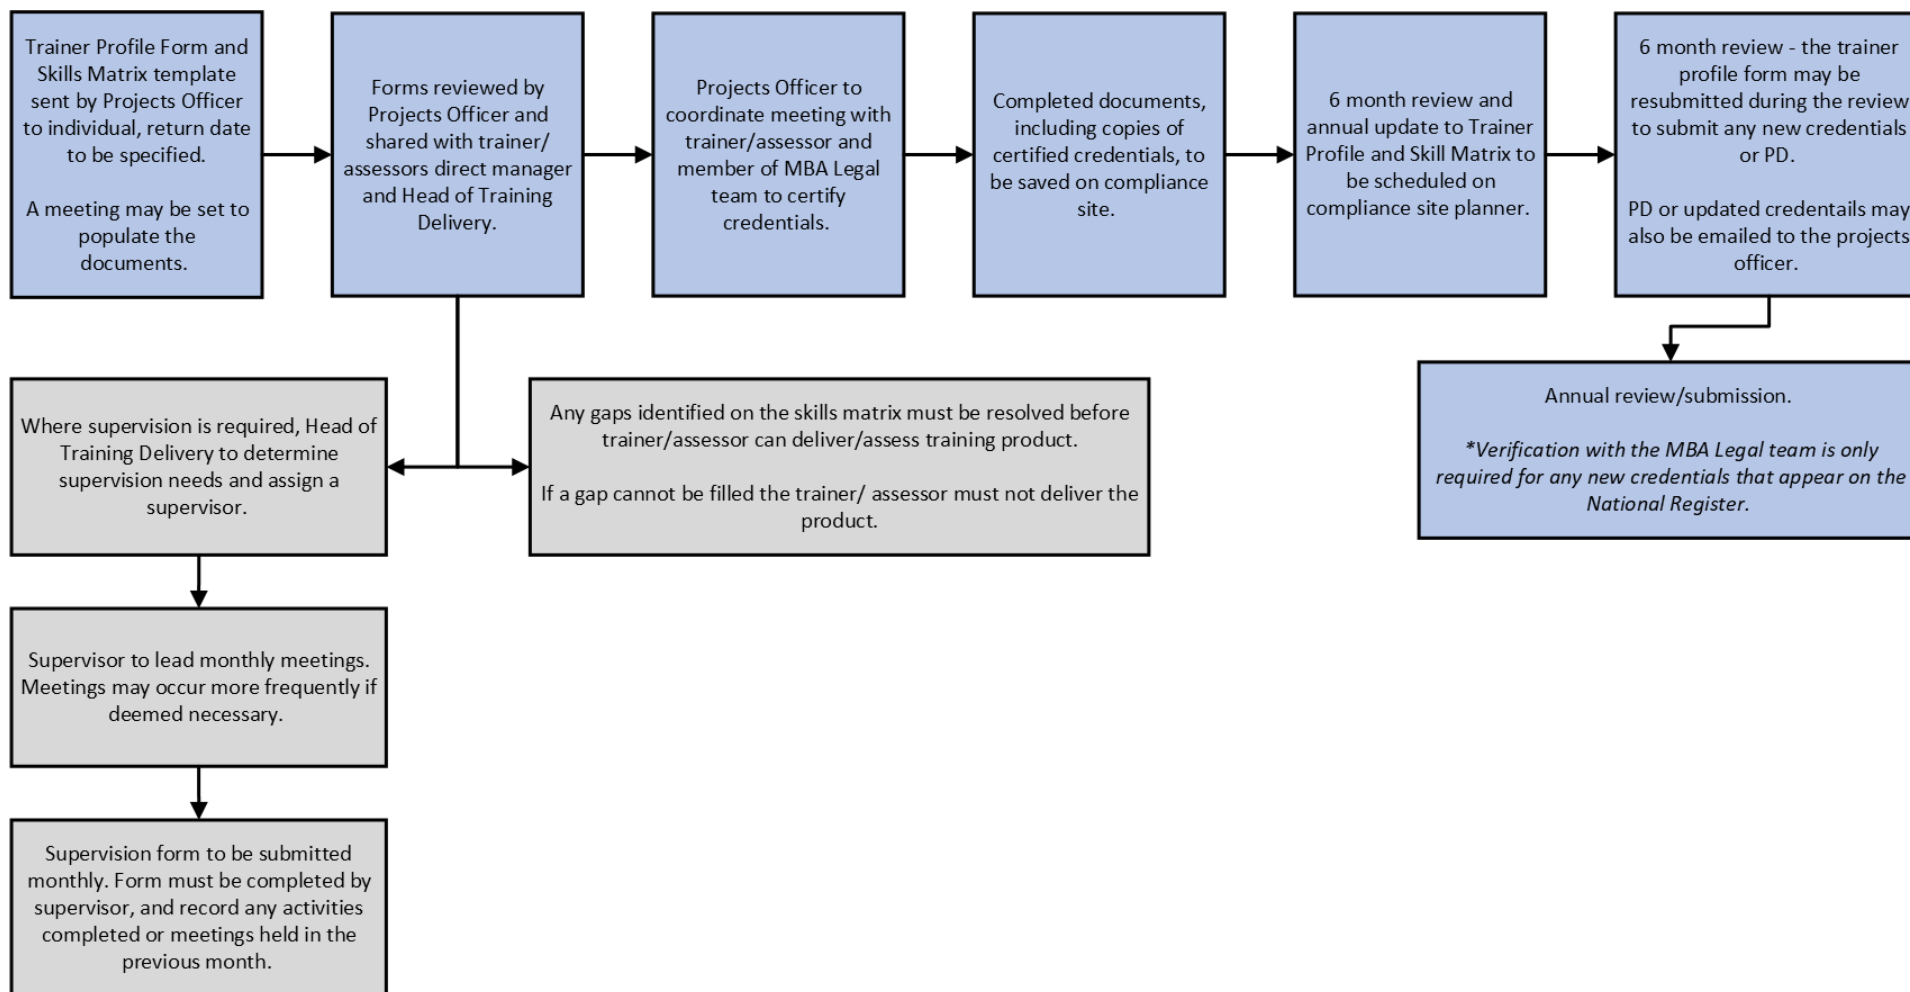 Trainer Profile Form and
Skills Matrix template
sent by Projects Officer
to individual, return date
to be specified.
A meeting may be set to
populate the
documents.
Forms reviewed by
Projects Officer and
shared with trainer/
assessors direct manager
and Head of Training
Delivery.
Projects Officer to
coordinate meeting with
trainer/assessor and
member of MBA Legal
team to certify
credentials.
Completed documents,
including copies of
certified credentials, to
be saved on compliance
site.
6 month review and
annual update to Trainer
Profile and Skill Matrix to
be scheduled on
compliance site planner.
6 month review - the trainer
profile form may be
resubmitted during the review
to submit any new credentials
or PD.
PD or updated credentails may
also be emailed to the projects
officer.
Annual review/submission.
*Verification with the MBA Legal team is only
required for any new credentials that appear on the
National Register.
Where supervision is required, Head of
Training Delivery to determine
supervision needs and assign a
supervisor.
Any gaps identified on the skills matrix must be resolved before
trainer/assessor can deliver/assess training product.
If a gap cannot be filled the trainer/ assessor must not deliver the
product.
Supervisor to lead monthly meetings.
Meetings may occur more frequently if
deemed necessary.
Supervision form to be submitted
monthly. Form must be completed by
supervisor, and record any activities
completed or meetings held in the
previous month.